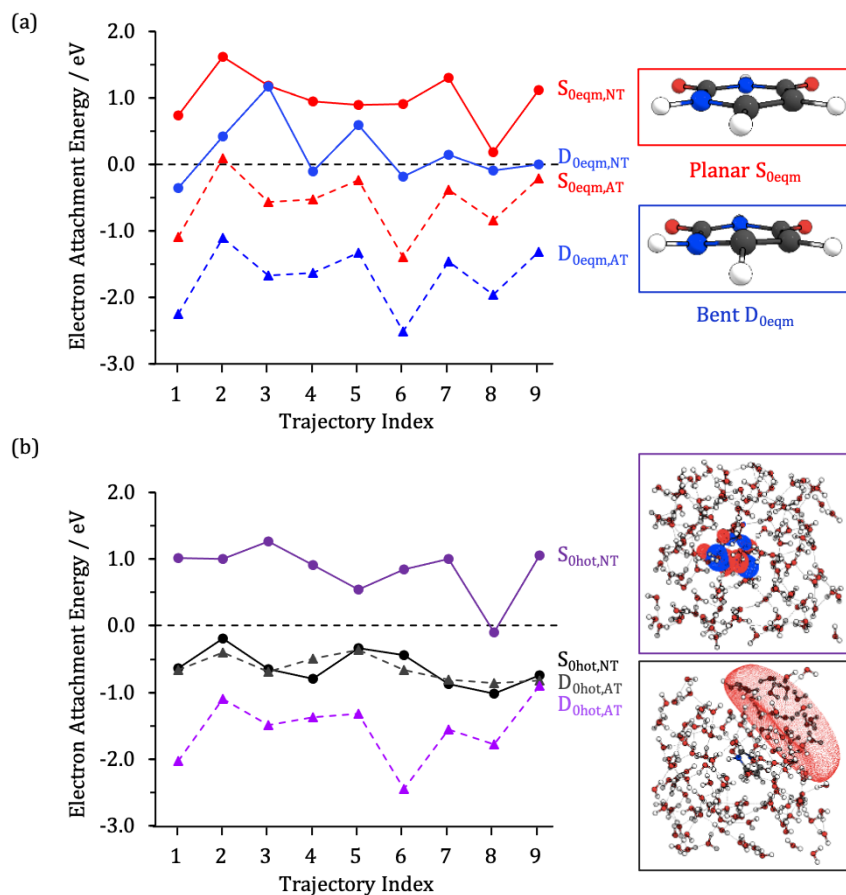 (a)
Electron Attachment Energy / eV
2.0
1.0
0.0
-1.0
-2.0
-3.0
1 2 3 4 5 6 7 8 9
Trajectory Index
S0eqm,NT
D0eqm,NT
S0eqm,AT
D0eqm,AT
Planar S0eqm
Bent D0eqm
(b)
Electron Attachment Energy / eV
2.0
1.0
0.0
-1.0
-2.0
-3.0
1 2 3 4 5 6 7 8 9
Trajectory Index
S0hot,NT
S0hot,NT
D0hot,AT
D0hot,AT